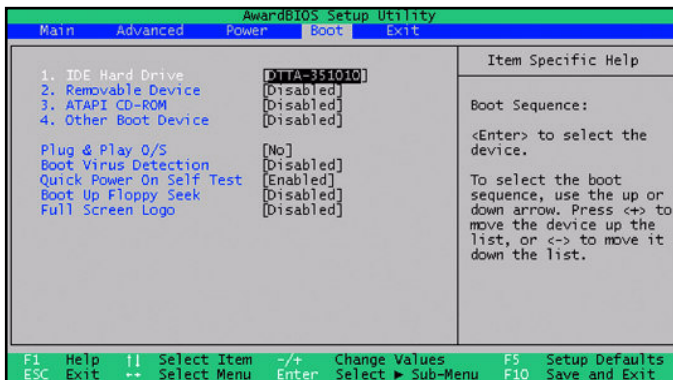 AwardBIOS Setup Utility
Main Advanced Power Boot Exit
1. IDE Hard Drive [DTTA-351010]
2. Removable Device [Disabled]
3. ATAPI CD-ROM [Disabled]
4. Other Boot Device [Disabled]
Plug & Play O/S [No]
Boot Virus Detection [Disabled]
Quick Power On Self Test [Enabled]
Boot Up Floppy Seek [Disabled]
Full Screen Logo [Disabled]
Item Specific Help
Boot Sequence:
<Enter> to select the
device.
To select the boot
sequence, use the up or
down arrow. Press <+> to
move the device up the
list, or <-> to move it
down the list.
F1 Help ↑↓ Select Item -/+ Change Values F5 Setup Defaults
ESC Exit ↔ Select Menu Enter Select ► Sub-Menu F10 Save and Exit